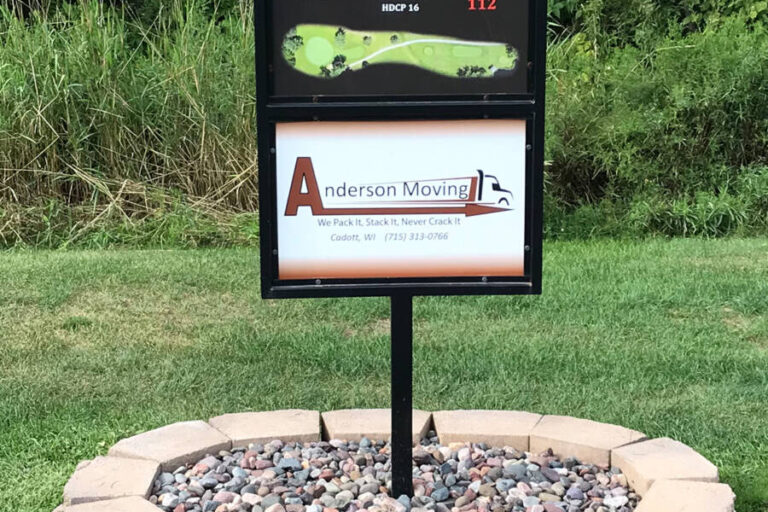 HDCP 16 112
Anderson Moving
We Pack It, Stack It, Never Crack It
Cadott, WI (715) 313-0766